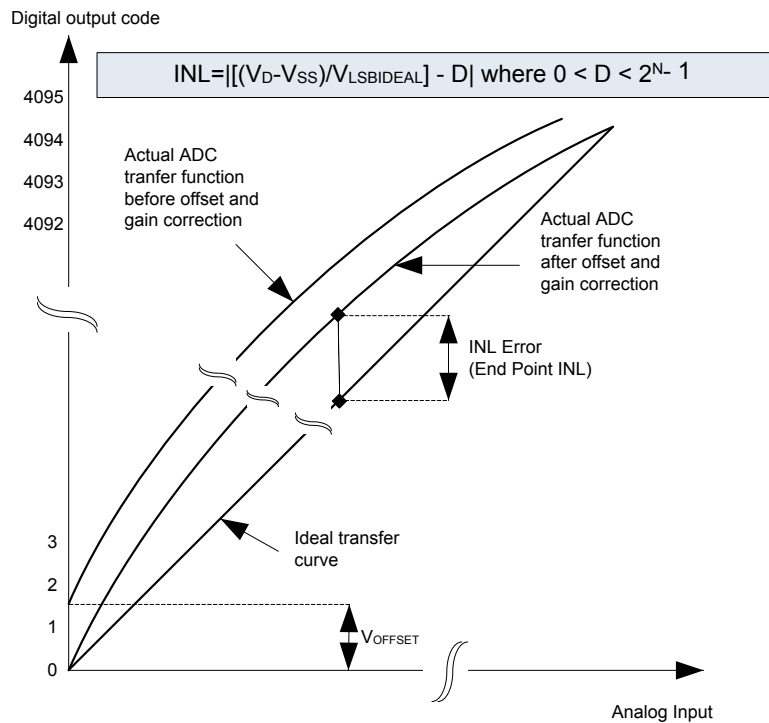 Digital output code
INL=|[(VD-VSS)/VLSBIDEAL] - D| where 0 < D < 2^N - 1
4095
4094
4093
4092
Actual ADC
tranfer function
before offset and
gain correction
Actual ADC
tranfer function
after offset and
gain correction
INL Error
(End Point INL)
Ideal transfer
curve
3
2
1
0
VOFFSET
Analog Input